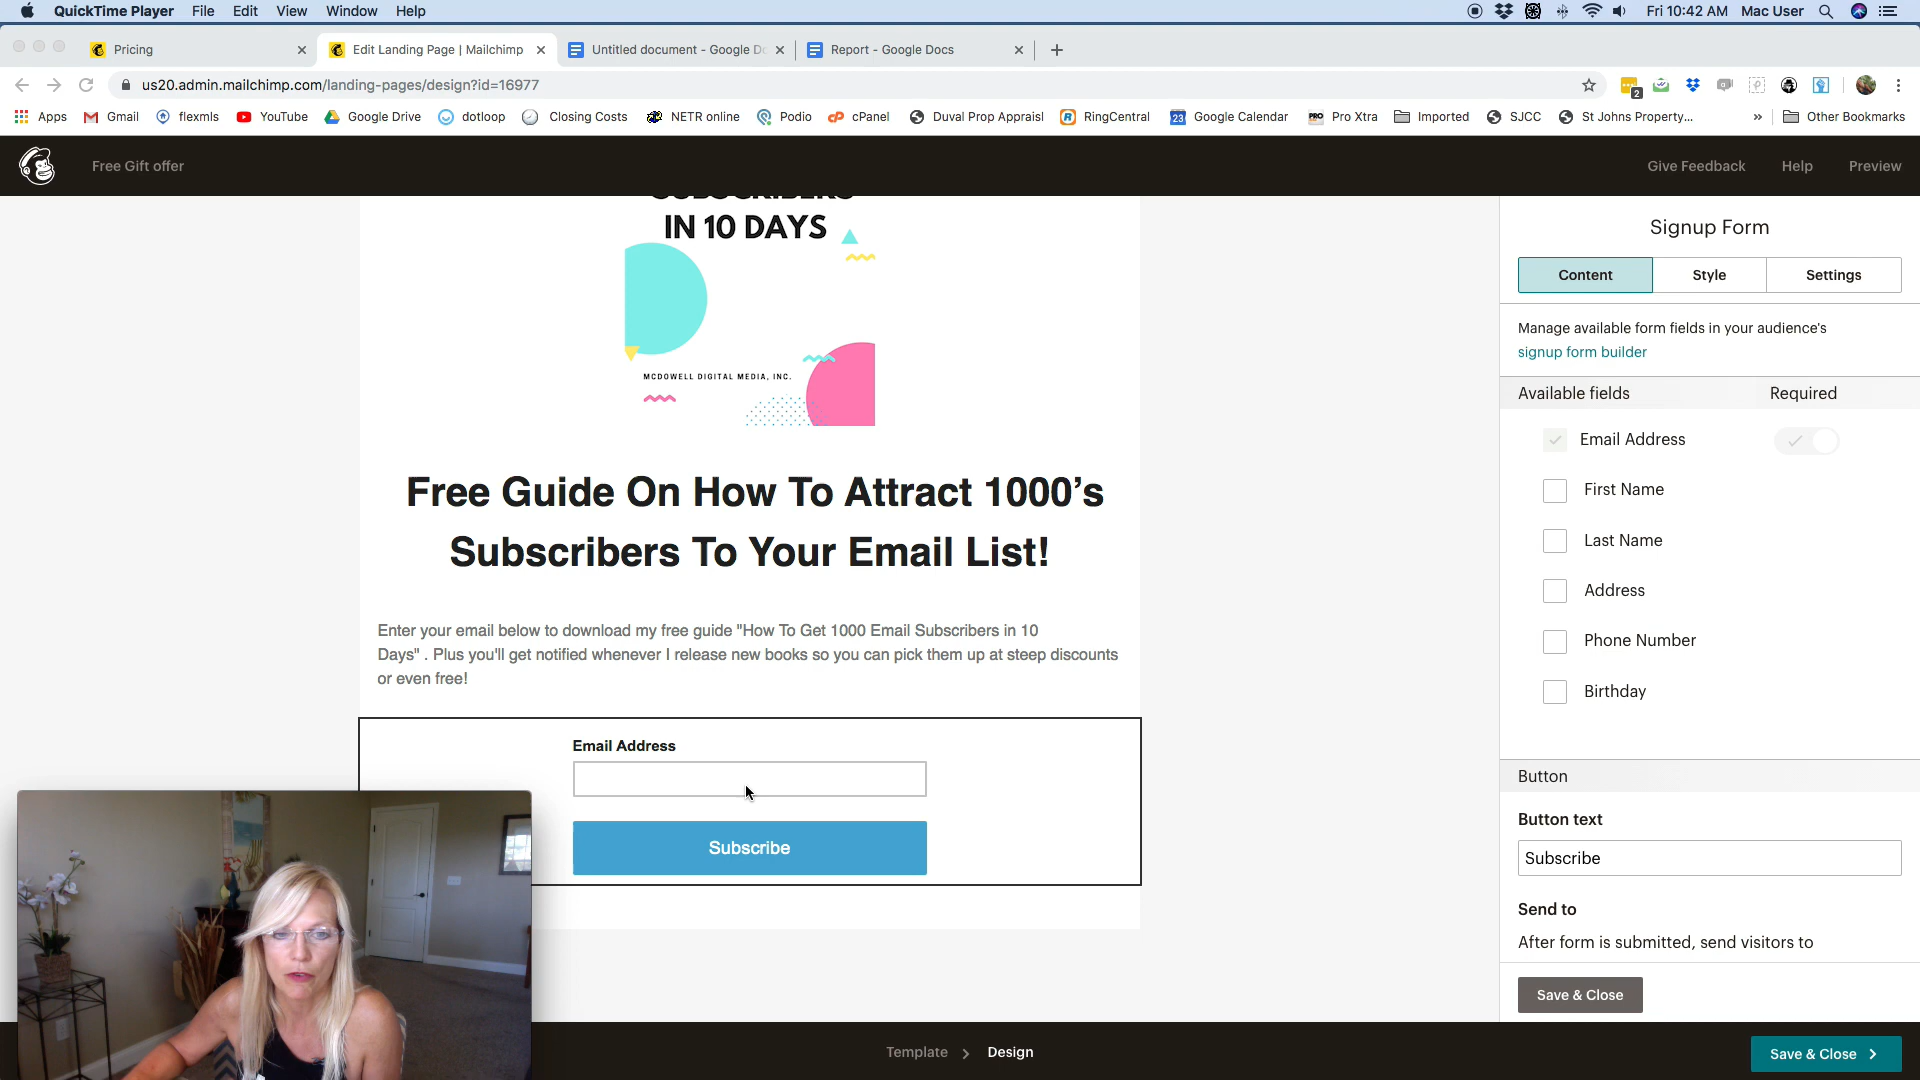 QuickTime Player File Edit View Window Help
Fri 10:42 AM Mac User
Pricing
Edit Landing Page | Mailchimp
Untitled document - Google Do
Report - Google Docs
us20.admin.mailchimp.com/landing-pages/design?id=16977
2
Apps Gmail flexmls YouTube Google Drive dotloop Closing Costs NETR online Podio cPanel Duval Prop Appraisl RingCentral 23 Google Calendar PRO Pro Xtra Imported SJCC St Johns Property... » Other Bookmarks
Free Gift offer
Give Feedback Help Preview
SUBSCRIBERS
IN 10 DAYS
MCDOWELL DIGITAL MEDIA, INC.
Free Guide On How To Attract 1000’s
Subscribers To Your Email List!
Enter your email below to download my free guide "How To Get 1000 Email Subscribers in 10
Days" . Plus you'll get notified whenever I release new books so you can pick them up at steep discounts
or even free!
Email Address
Subscribe
Signup Form
Content Style Settings
Manage available form fields in your audience's
signup form builder
Available fields Required
Email Address
First Name
Last Name
Address
Phone Number
Birthday
Button
Button text
Subscribe
Send to
After form is submitted, send visitors to
Save & Close
Template > Design
Save & Close >